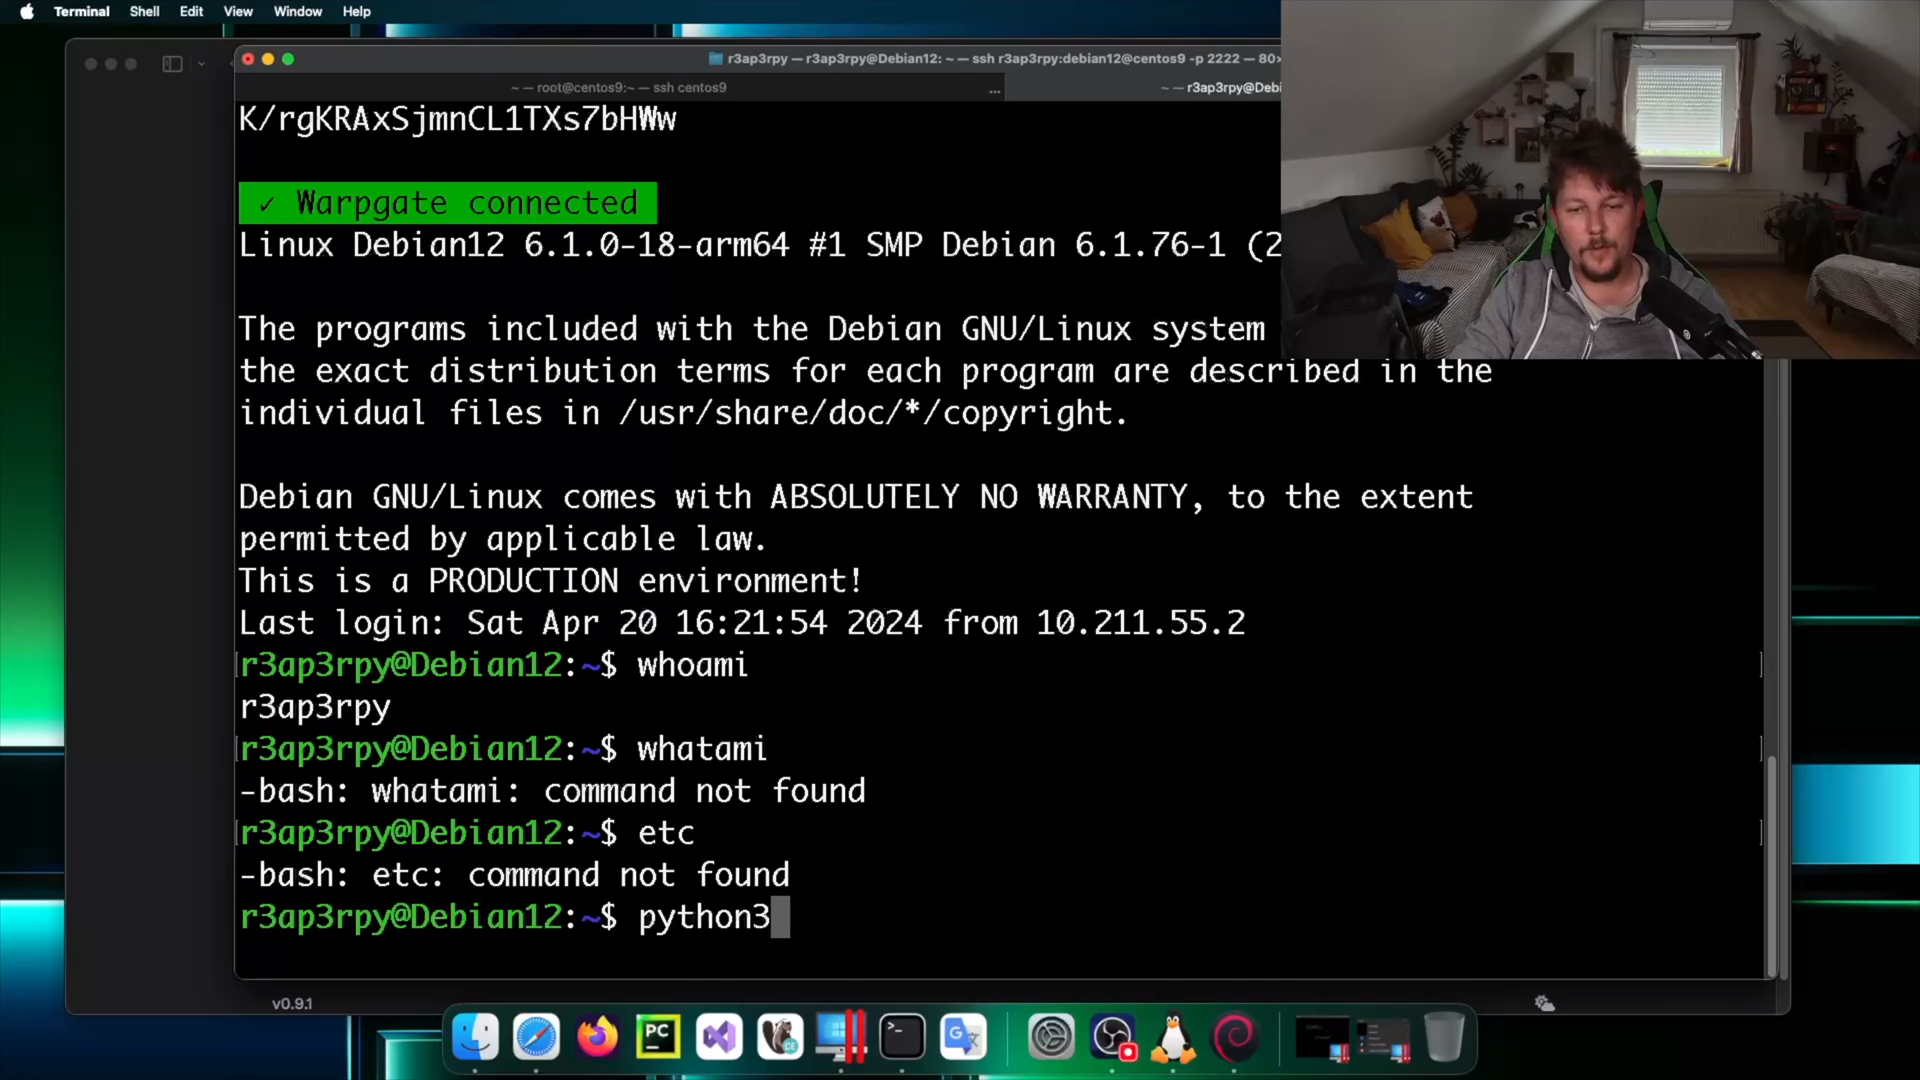 Terminal Shell Edit View Window Help
r3ap3rpy — r3ap3rpy@Debian12: ~ — ssh r3ap3rpy:debian12@centos9 -p 2222 — 80×
~ — root@centos9:~ — ssh centos9 ...
~ — r3ap3rpy@Debi
K/rgKRAxSjmnCL1TXs7bHWw
✓ Warpgate connected
Linux Debian12 6.1.0-18-arm64 #1 SMP Debian 6.1.76-1 (2
The programs included with the Debian GNU/Linux system
the exact distribution terms for each program are described in the
individual files in /usr/share/doc/*/copyright.
Debian GNU/Linux comes with ABSOLUTELY NO WARRANTY, to the extent
permitted by applicable law.
This is a PRODUCTION environment!
Last login: Sat Apr 20 16:21:54 2024 from 10.211.55.2
r3ap3rpy@Debian12:~$ whoami
r3ap3rpy
r3ap3rpy@Debian12:~$ whatami
-bash: whatami: command not found
r3ap3rpy@Debian12:~$ etc
-bash: etc: command not found
r3ap3rpy@Debian12:~$ python3
v0.9.1
PC
CE